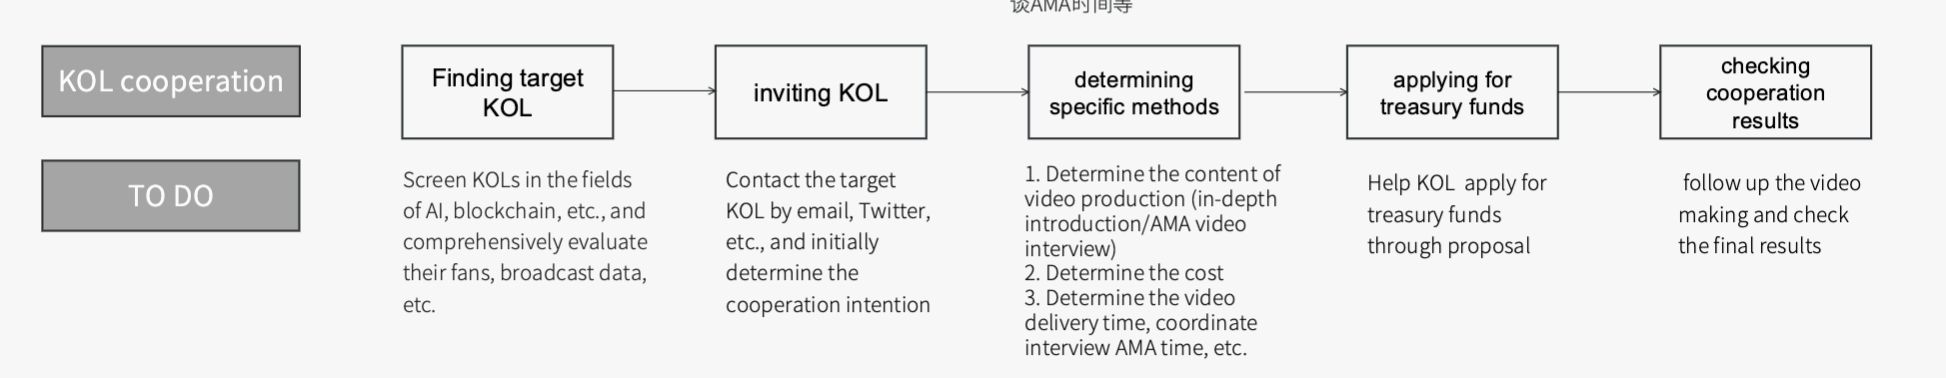 谈AMA时间等
KOL cooperation
Finding target
KOL
inviting KOL
determining
specific methods
applying for
treasury funds
checking
cooperation
results
TO DO
Screen KOLs in the fields
of AI, blockchain, etc., and
comprehensively evaluate
their fans, broadcast data,
etc.
Contact the target
KOL by email, Twitter,
etc., and initially
determine the
cooperation intention
1. Determine the content of
video production (in-depth
introduction/AMA video
interview)
2. Determine the cost
3. Determine the video
delivery time, coordinate
interview AMA time, etc.
Help KOL apply for
treasury funds
through proposal
follow up the video
making and check
the final results